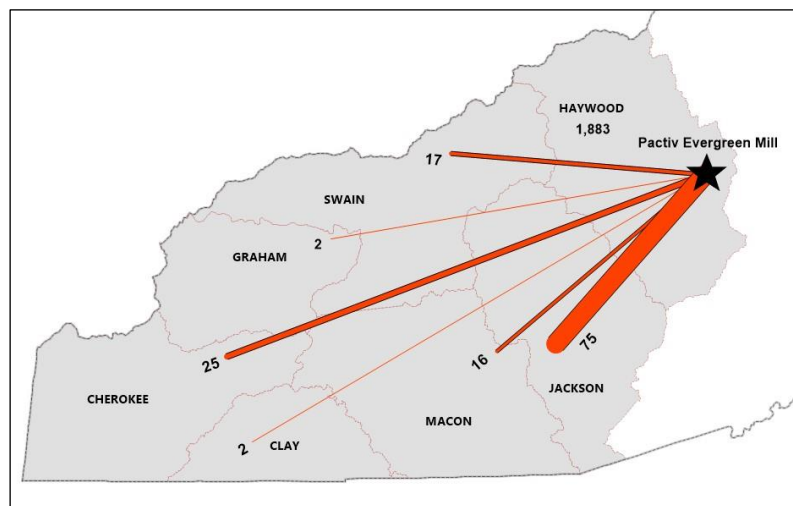 HAYWOOD
1,883
Pactiv Evergreen Mill
17
SWAIN
2
GRAHAM
25
16
75
JACKSON
CHEROKEE
MACON
2
CLAY